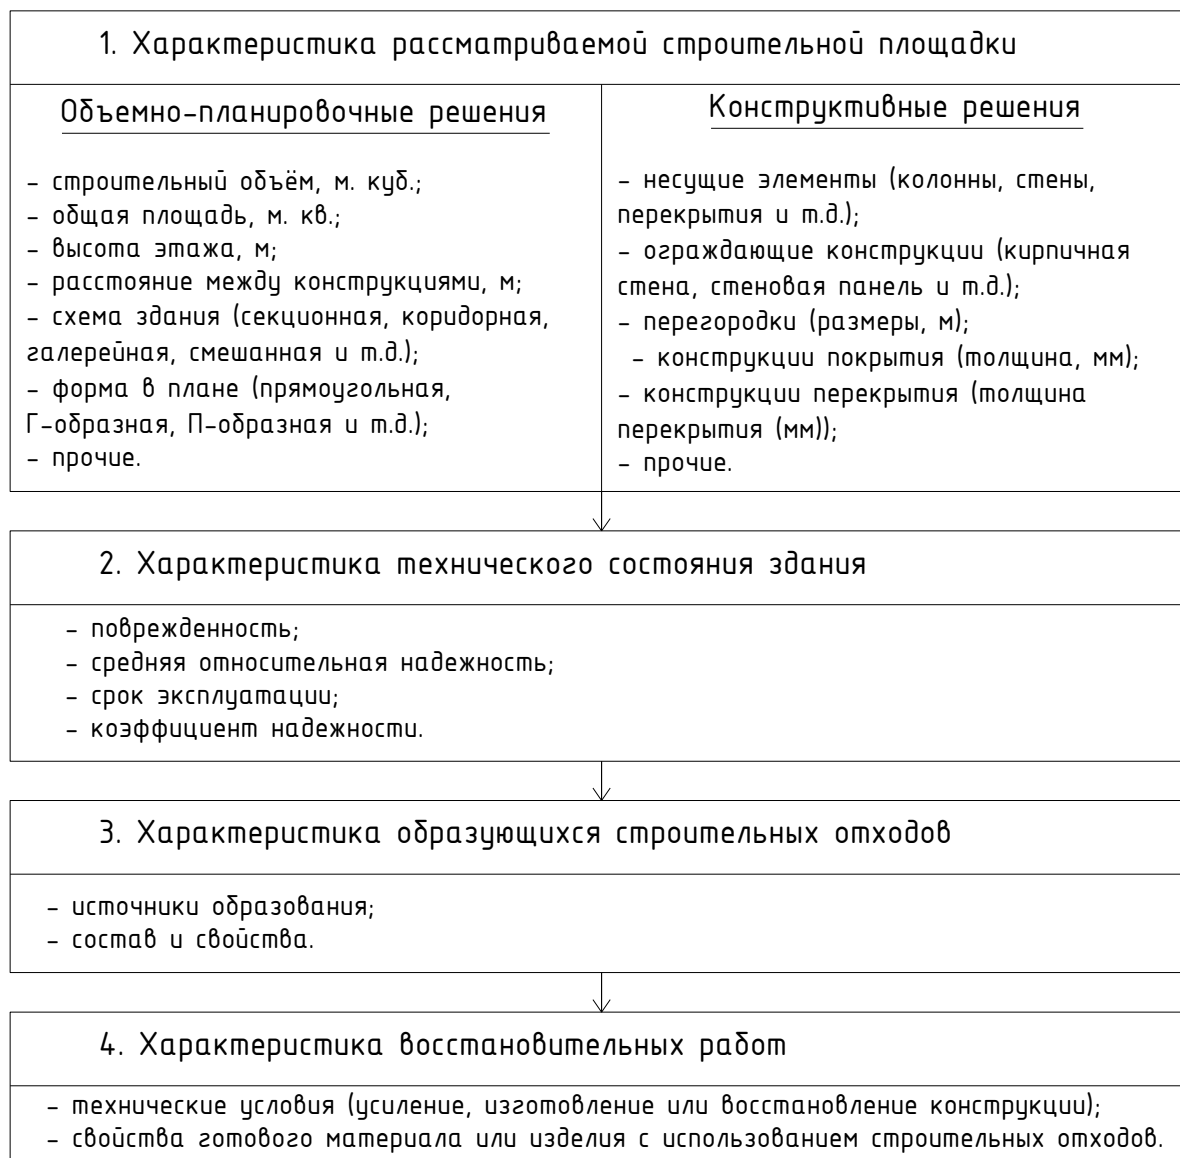 1. Характеристика рассматриваемой строительной площадки
Объемно-планировочные решения
– строительный объём, м. куб.;
– общая площадь, м. кв.;
– высота этажа, м;
– расстояние между конструкциями, м;
– схема здания (секционная, коридорная,
галерейная, смешанная и т.д.);
– форма в плане (прямоугольная,
Г-образная, П-образная и т.д.);
– прочие.
Конструктивные решения
– несущие элементы (колонны, стены,
перекрытия и т.д.);
– ограждающие конструкции (кирпичная
стена, стеновая панель и т.д.);
– перегородки (размеры, м);
– конструкции покрытия (толщина, мм);
– конструкции перекрытия (толщина
перекрытия (мм));
– прочие.
2. Характеристика технического состояния здания
– поврежденность;
– средняя относительная надежность;
– срок эксплуатации;
– коэффициент надежности.
3. Характеристика образующихся строительных отходов
– источники образования;
– состав и свойства.
4. Характеристика восстановительных работ
– технические условия (усиление, изготовление или восстановление конструкции);
– свойства готового материала или изделия с использованием строительных отходов.